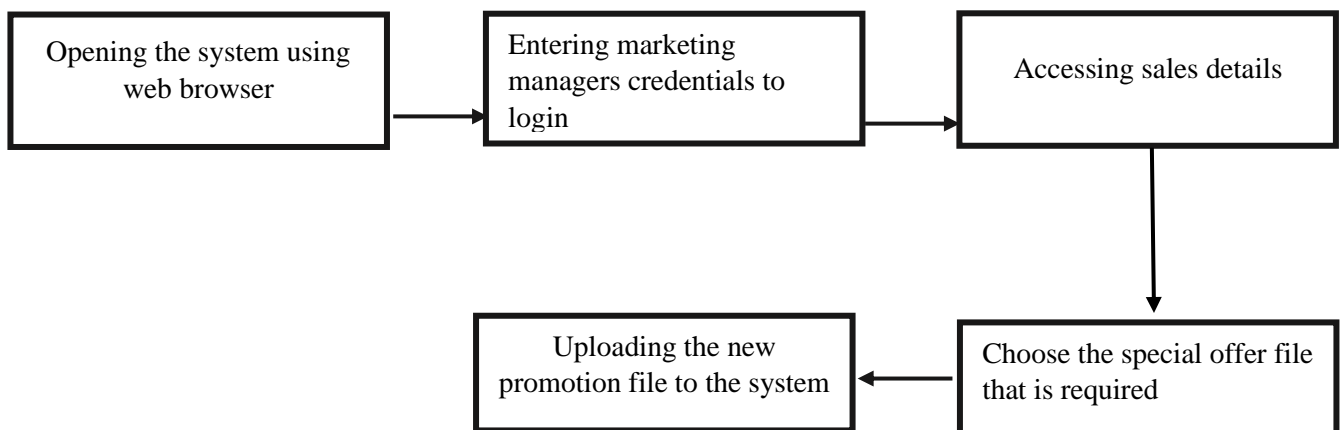 Opening the system using
web browser
Entering marketing
managers credentials to
login
Accessing sales details
Choose the special offer file
that is required
Uploading the new
promotion file to the system